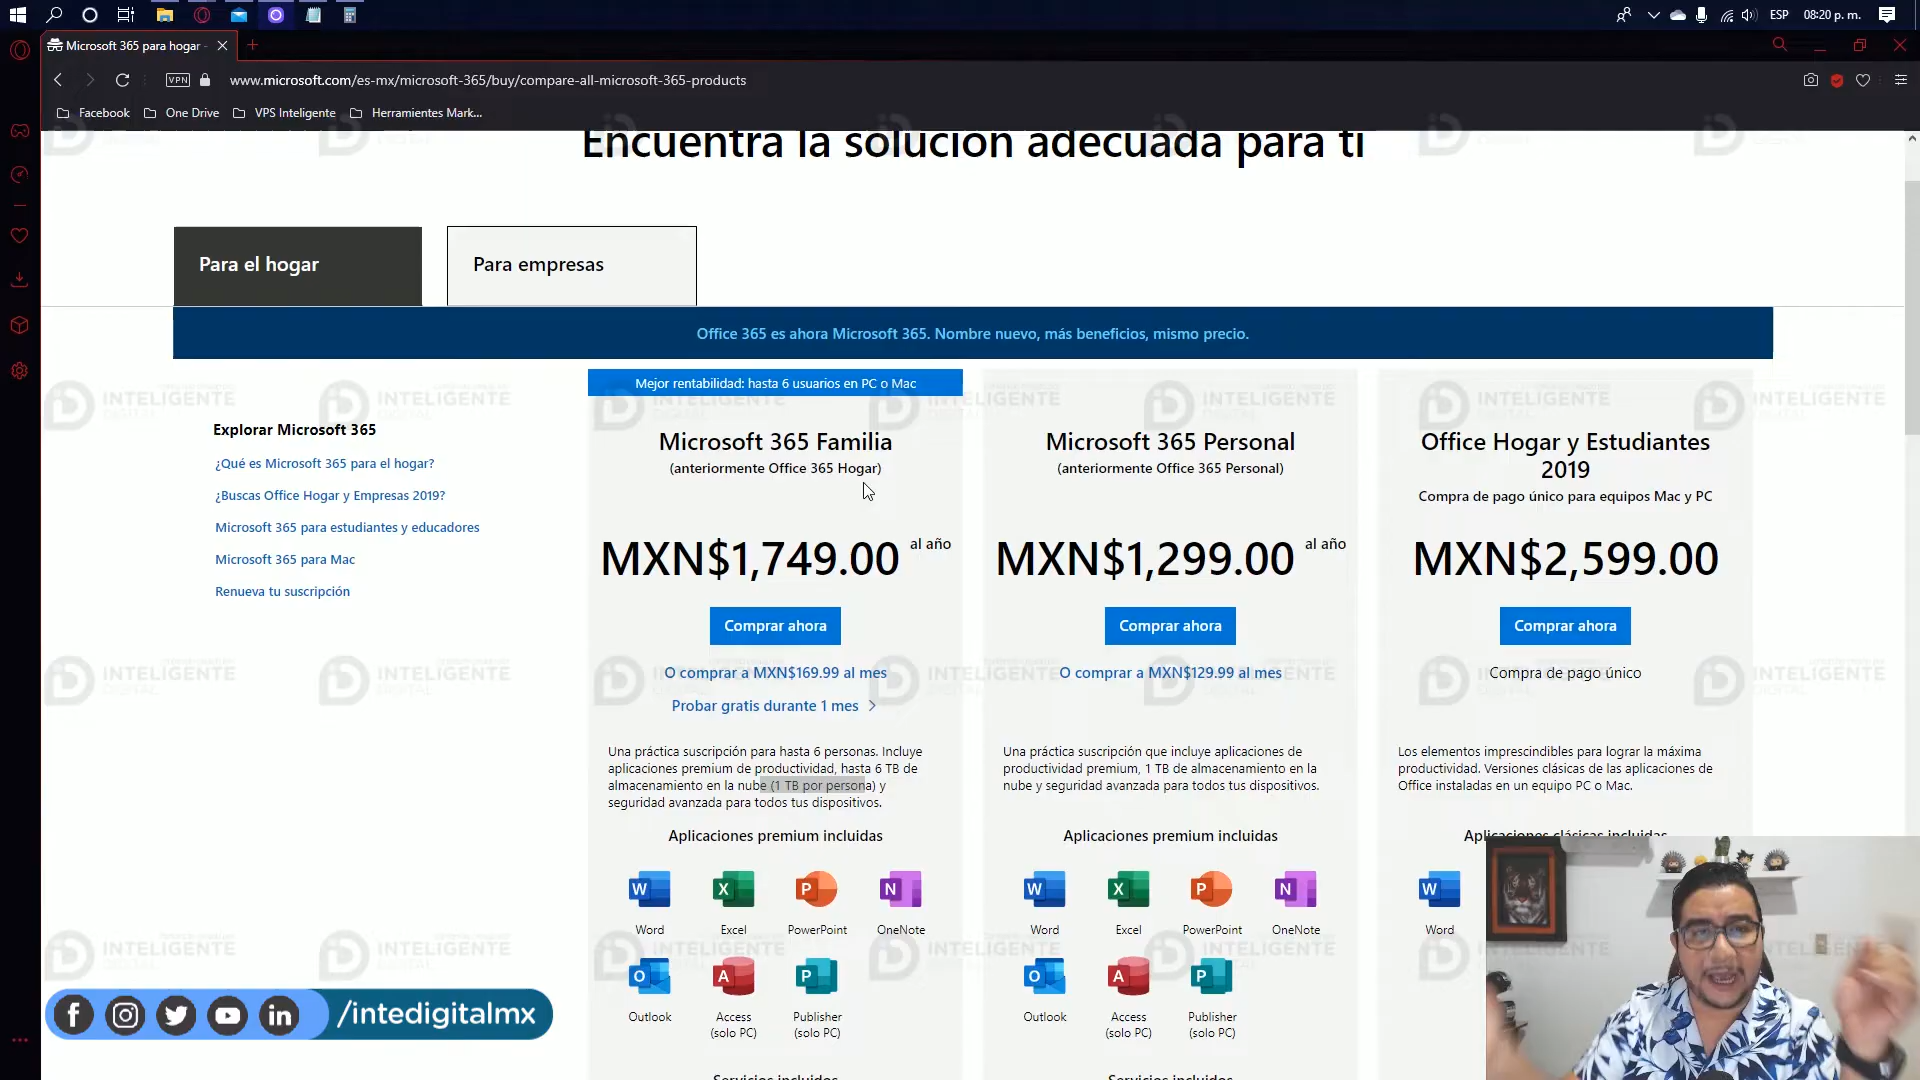 ESP
08:20 p. m.
Microsoft 365 para hogar -
VPN
www.microsoft.com/es-mx/microsoft-365/buy/compare-all-microsoft-365-products
Facebook
One Drive
VPS Inteligente
Herramientes Mark...
Encuentra la solución adecuada para ti
Para el hogar
Para empresas
Office 365 es ahora Microsoft 365. Nombre nuevo, más beneficios, mismo precio.
Explorar Microsoft 365
¿Qué es Microsoft 365 para el hogar?
¿Buscas Office Hogar y Empresas 2019?
Microsoft 365 para estudiantes y educadores
Microsoft 365 para Mac
Renueva tu suscripción
Mejor rentabilidad: hasta 6 usuarios en PC o Mac
Microsoft 365 Familia
(anteriormente Office 365 Hogar)
MXN$1,749.00 al año
Comprar ahora
O comprar a MXN$169.99 al mes
Probar gratis durante 1 mes
Una práctica suscripción para hasta 6 personas. Incluye
aplicaciones premium de productividad, hasta 6 TB de
almacenamiento en la nube (1 TB por persona) y
seguridad avanzada para todos tus dispositivos.
Aplicaciones premium incluidas
Word
Excel
PowerPoint
OneNote
Outlook
Access
(solo PC)
Publisher
(solo PC)
Servicios incluidos
Microsoft 365 Personal
(anteriormente Office 365 Personal)
MXN$1,299.00 al año
Comprar ahora
O comprar a MXN$129.99 al mes
Una práctica suscripción que incluye aplicaciones de
productividad premium, 1 TB de almacenamiento en la
nube y seguridad avanzada para todos tus dispositivos.
Aplicaciones premium incluidas
Word
Excel
PowerPoint
OneNote
Outlook
Access
(solo PC)
Publisher
(solo PC)
Servicios incluidos
Office Hogar y Estudiantes
2019
Compra de pago único para equipos Mac y PC
MXN$2,599.00
Comprar ahora
Compra de pago único
Los elementos imprescindibles para lograr la máxima
productividad. Versiones clásicas de las aplicaciones de
Office instaladas en un equipo PC o Mac.
Aplicaciones clásicas incluidas
Word
/intedigitalmx
INTELIGENTE
DIGITAL